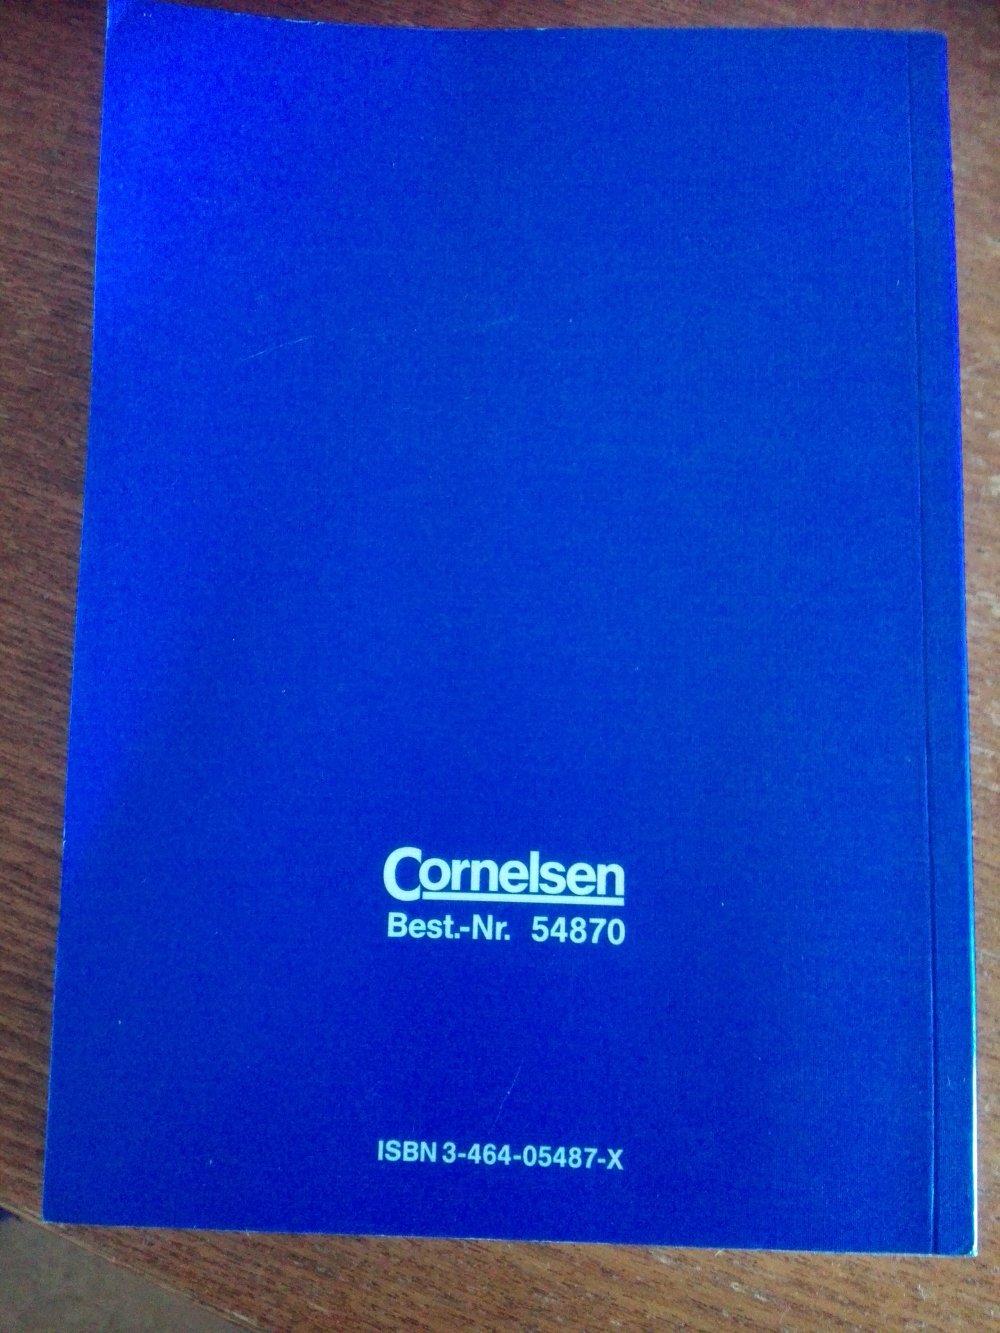 Cornelsen
Best.-Nr. 54870
ISBN 3-464-05487-X